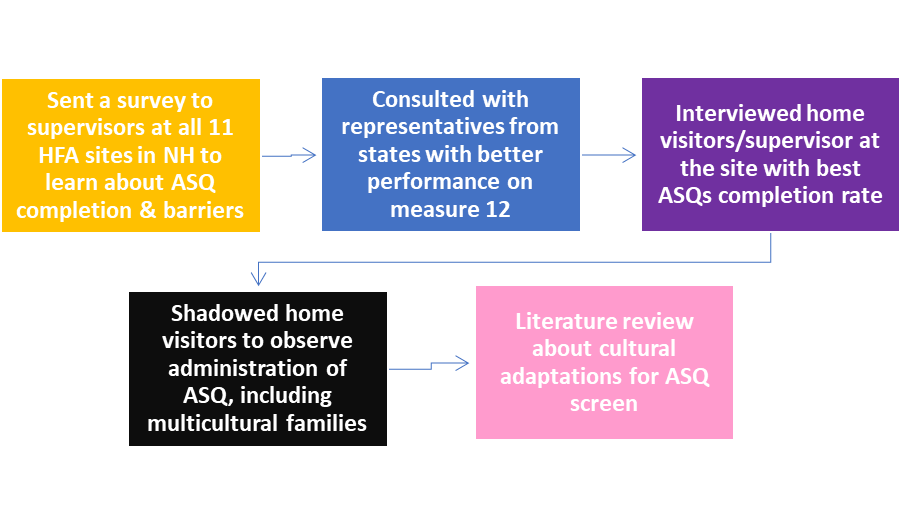 Sent a survey to
supervisors at all 11
HFA sites in NH to
learn about ASQ
completion & barriers
Consulted with
representatives from
states with better
performance on
measure 12
Interviewed home
visitors/supervisor at
the site with best
ASQs completion rate
Shadowed home
visitors to observe
administration of
ASQ, including
multicultural families
Literature review
about cultural
adaptations for ASQ
screen